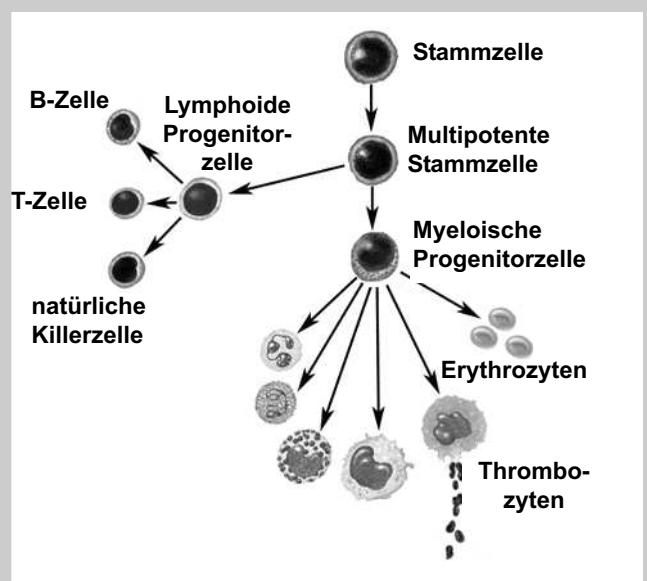 Stammzelle
B-Zelle
Lymphoide
Progenitor-
zelle
Multipotente
Stammzelle
T-Zelle
Myeloische
Progenitorzelle
natürliche
Killerzelle
Erythrozyten
Thrombo-
zyten